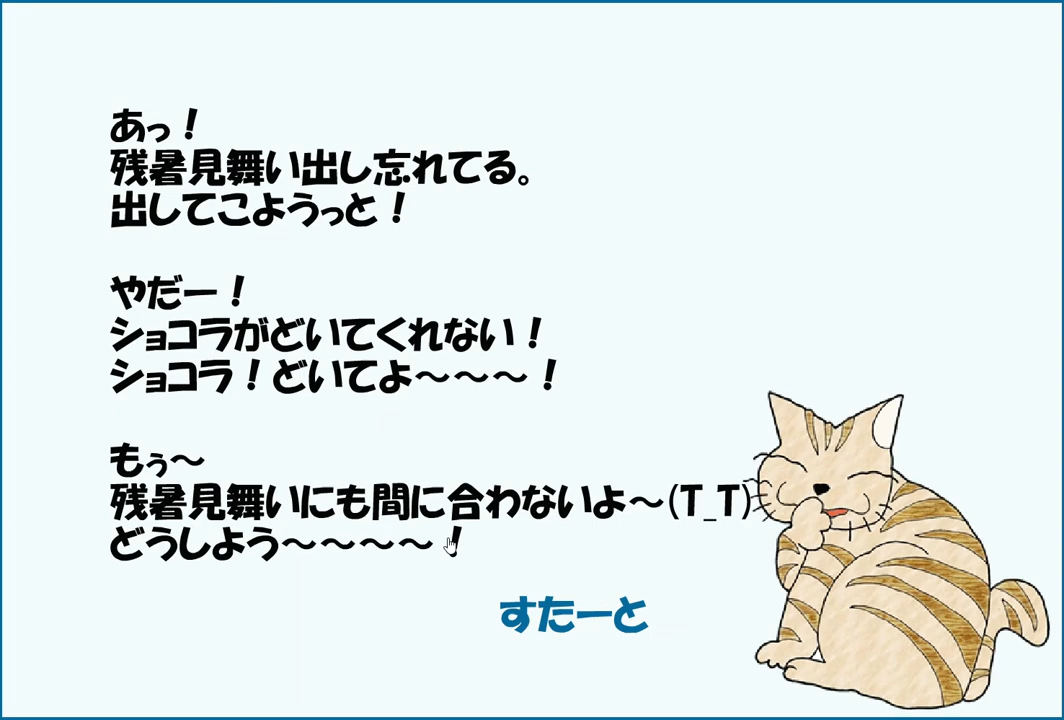 あっ！
残暑見舞い出し忘れてる。
出してこようっと！
やだー！
ショコラがどいてくれない！
ショコラ！どいてよ～～～！
もぅ～
残暑見舞いにも間に合わないよ～(T_T)
どうしよう～～～～！
すたーと